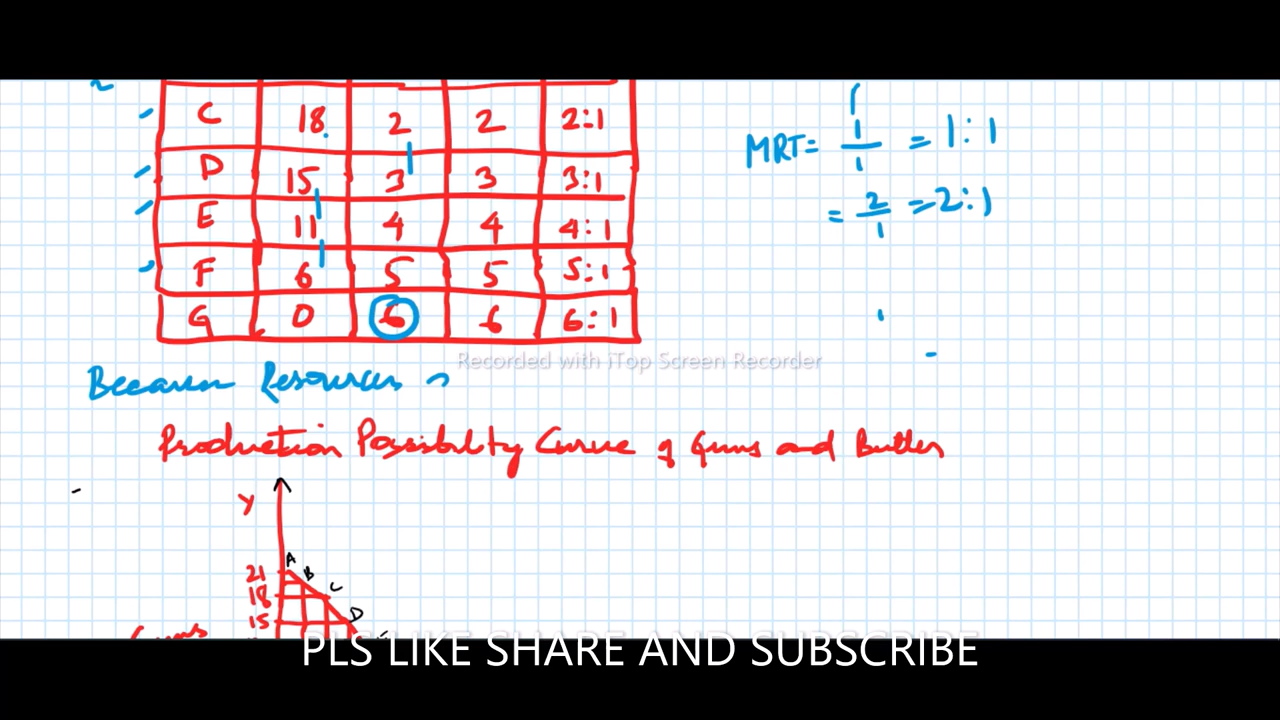 C 18 2 2 2:1
D 15 3 3 3:1
E 11 4 4 4:1
F 6 5 5 5:1
G 0 6 6 6:1
MRT = 1/1 = 1:1
= 2/1 = 2:1
Recorded with iTop Screen Recorder
Resources
Production Possibility Curve of Guns and Butter
Y
A
B
21
C
18
D
15
Guns
PLS LIKE SHARE AND SUBSCRIBE